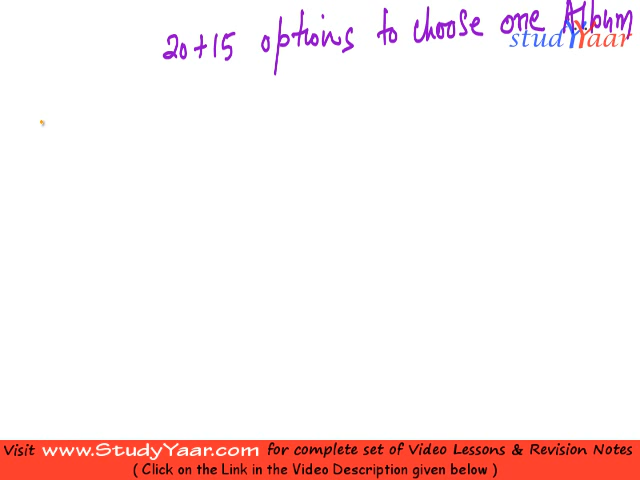 20+15 options to choose one Album
studYYaar
Visit www.StudyYaar.com for complete set of Video Lessons & Revision Notes
( Click on the Link in the Video Description given below )